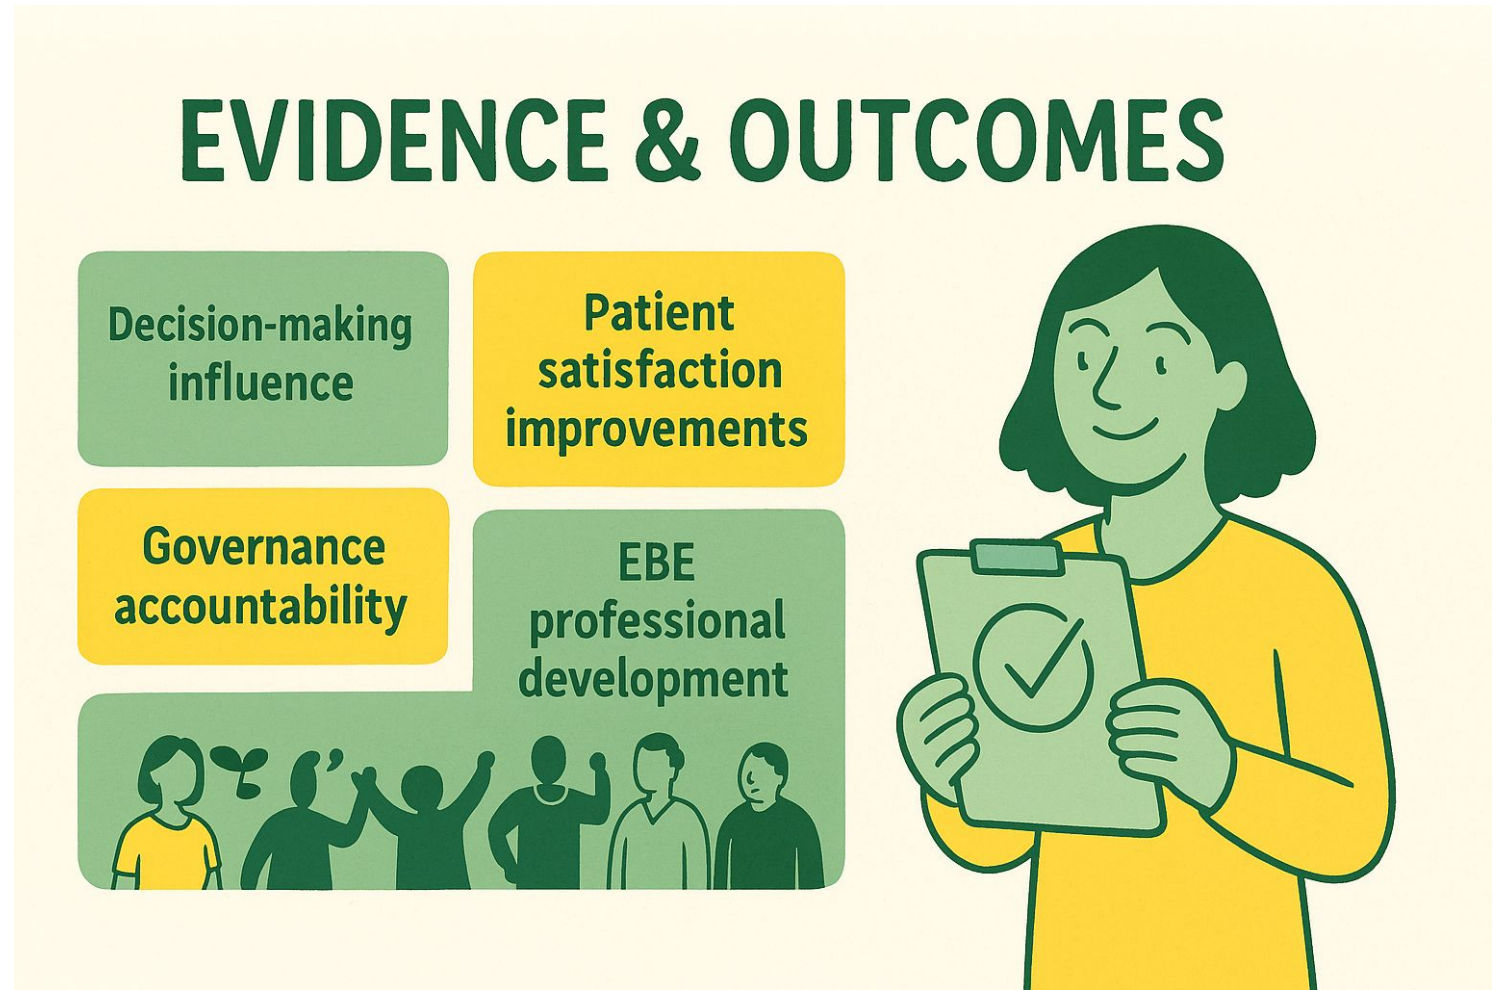 EVIDENCE & OUTCOMES
Decision-making
influence
Patient
satisfaction
improvements
Governance
accountability
EBE
professional
development